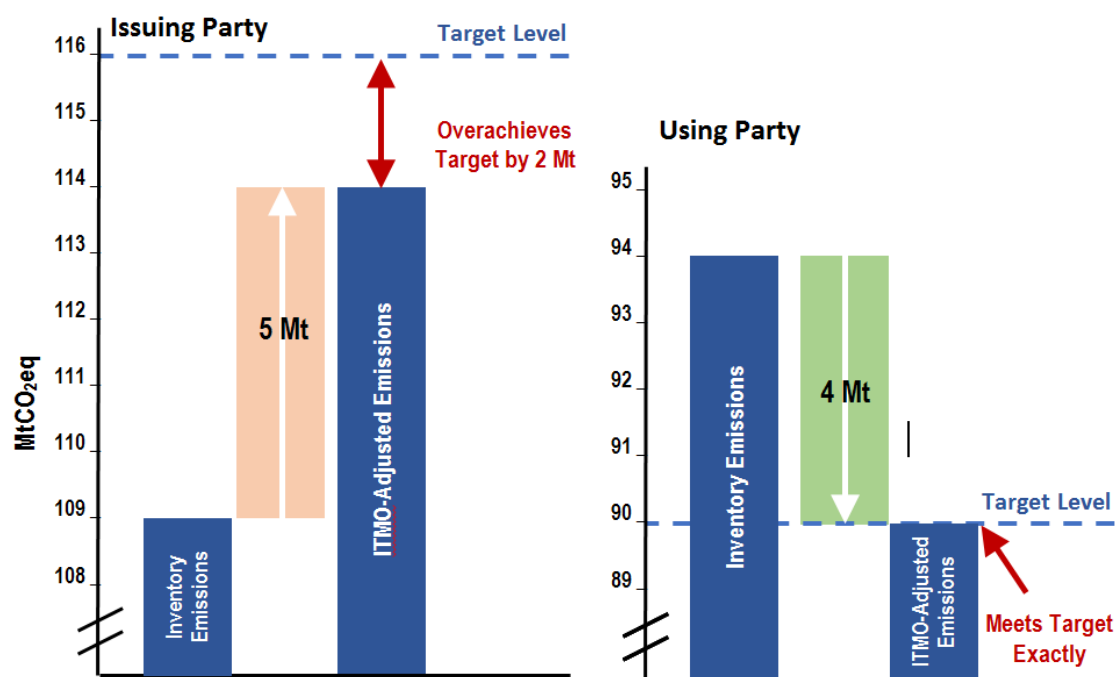 Issuing Party
Target Level
116
115
114
113
112
111
110
109
108
MtCO₂eq
Overachieves
Target by 2 Mt
5 Mt
Inventory
Emissions
ITMO-Adjusted Emissions
Using Party
95
94
93
92
91
90
89
Inventory Emissions
4 Mt
Target Level
ITMO-Adjusted
Emissions
Meets Target
Exactly